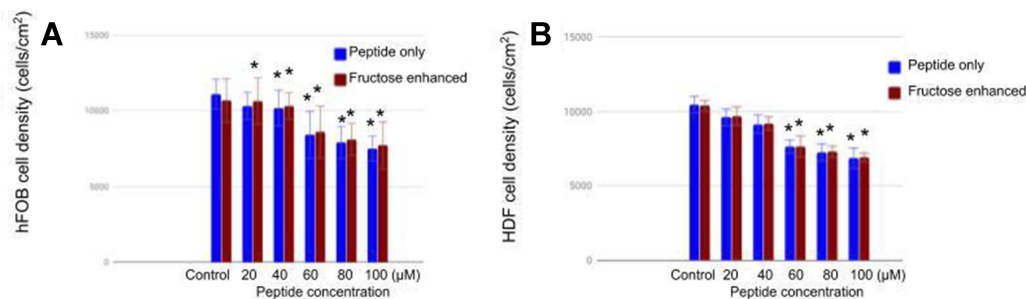 A
hFOB cell density (cells/cm²)
15000
10000
5000
0
Peptide only
Fructose enhanced
* * * * * * * * *
Control 20 40 60 80 100 (µM)
Peptide concentration
B
HDF cell density (cells/cm²)
15000
10000
5000
0
Peptide only
Fructose enhanced
* * * * * *
Control 20 40 60 80 100 (µM)
Peptide concentration